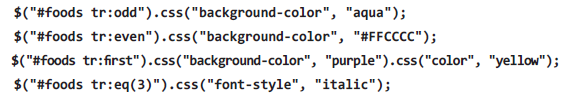 $("#foods tr:odd").css("background-color", "aqua");
$("#foods tr:even").css("background-color", "#FFCCCC");
$("#foods tr:first").css("background-color", "purple").css("color", "yellow");
$("#foods tr:eq(3)").css("font-style", "italic");